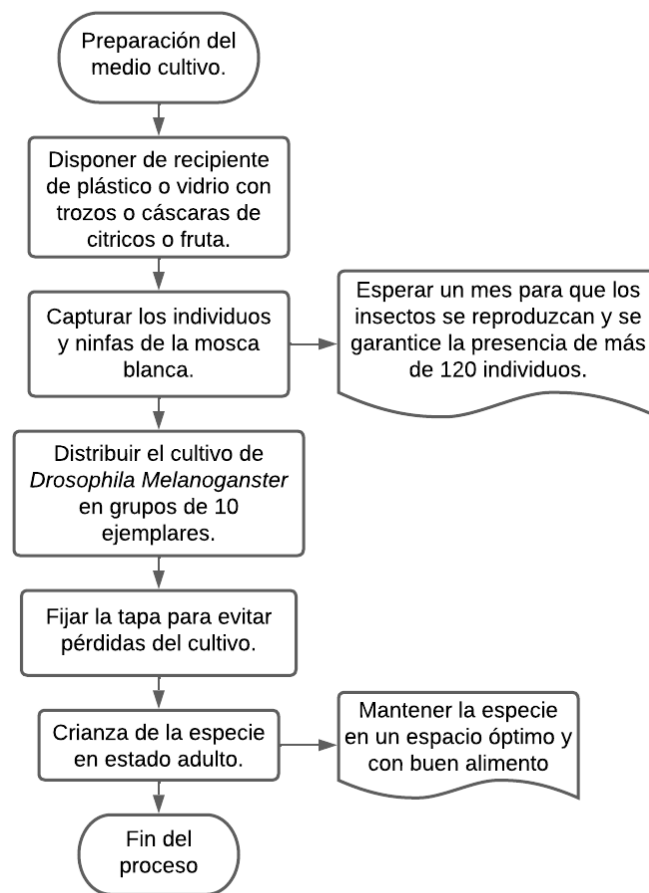 Preparación del
medio cultivo.
Disponer de recipiente
de plástico o vidrio con
trozos o cáscaras de
citricos o fruta.
Capturar los individuos
y ninfas de la mosca
blanca.
Esperar un mes para que los
insectos se reproduzcan y se
garantice la presencia de más
de 120 individuos.
Distribuir el cultivo de
Drosophila Melanoganster
en grupos de 10
ejemplares.
Fijar la tapa para evitar
pérdidas del cultivo.
Crianza de la especie
en estado adulto.
Mantener la especie
en un espacio óptimo y
con buen alimento
Fin del
proceso